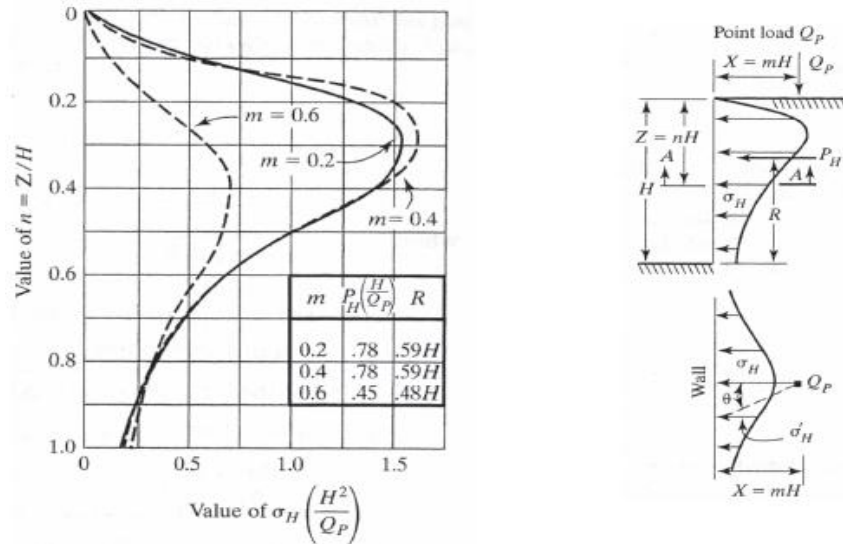 0
0.2
0.4
0.6
0.8
1.0
Value of n = Z/H
m = 0.6
m = 0.2
m = 0.4
m P_H(H/Q_P) R
0.2 .78 .59H
0.4 .78 .59H
0.6 .45 .48H
0 0.5 1.0 1.5
Value of σ_H (H²/Q_P)
Point load Q_P
X = mH Q_P
Z = nH
A
P_H
A
H
σ_H
R
Wall
σ_H
Q_P
θ
σ'_H
X = mH